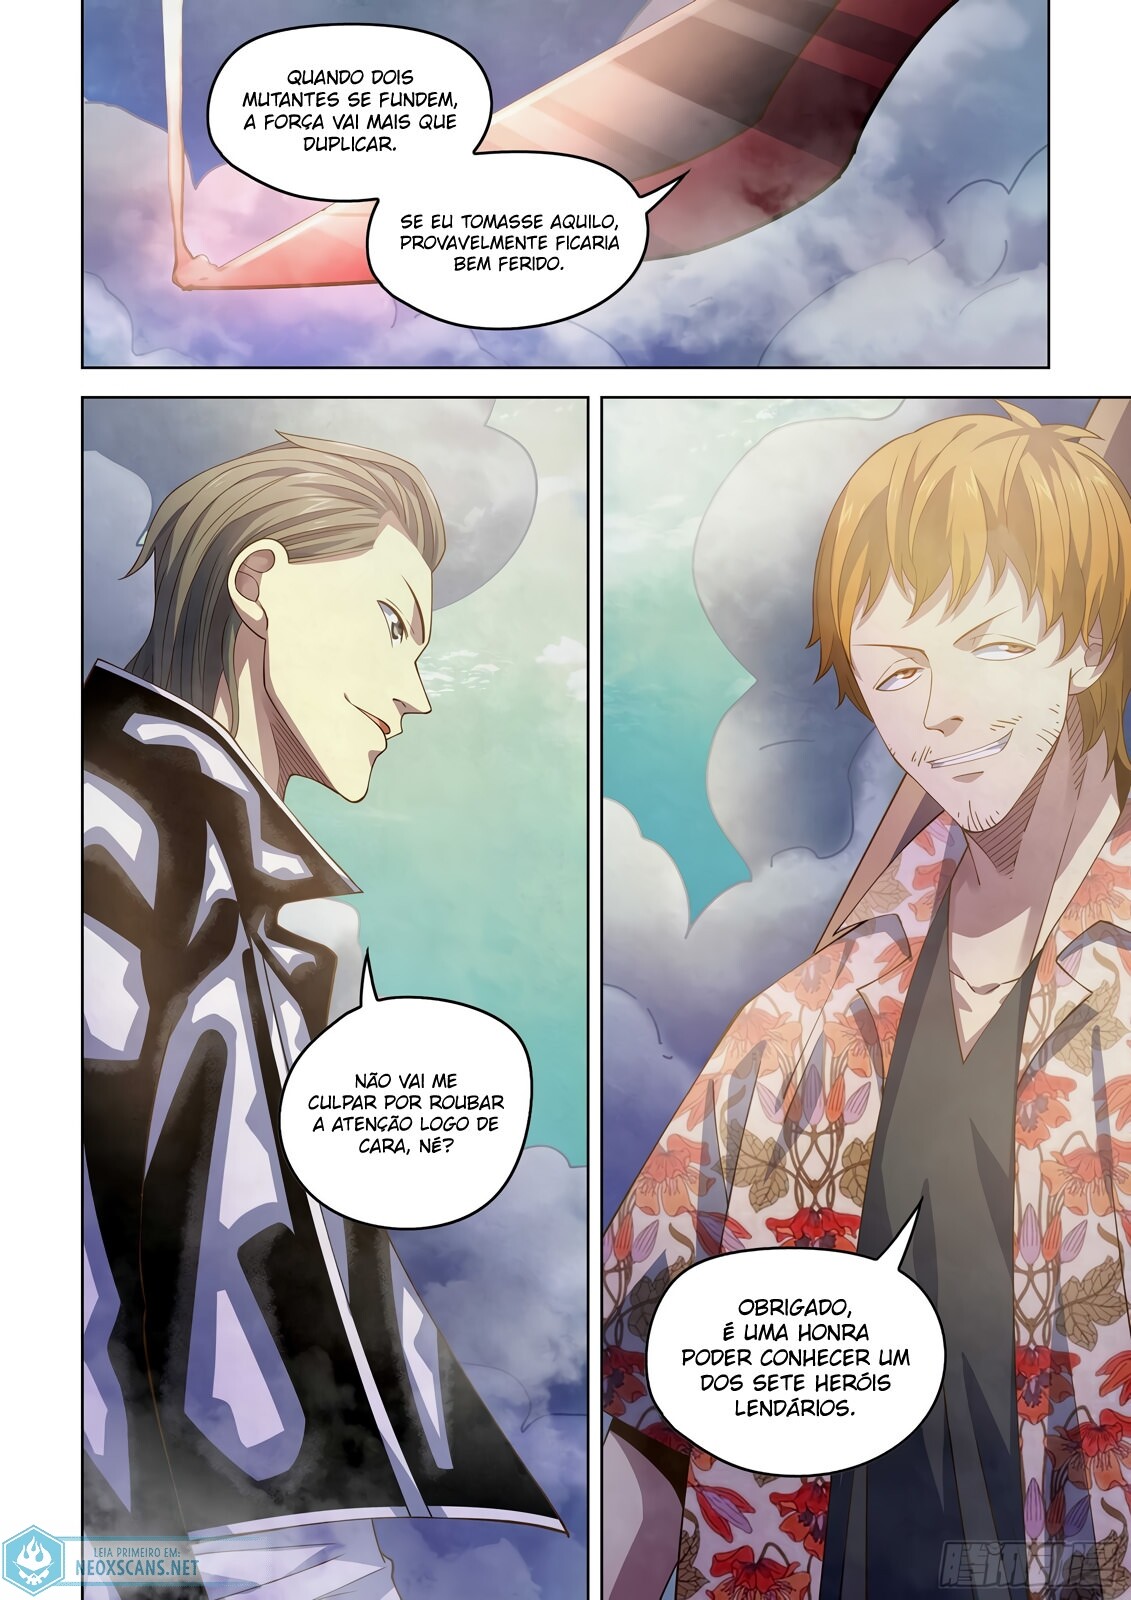 QUANDO DOIS
MUTANTES SE FUNDEM,
A FORÇA VAI MAIS QUE
DUPLICAR.
SE EU TOMASSE AQUILO,
PROVAVELMENTE FICARIA
BEM FERIDO.
NÃO VAI ME
CULPAR POR ROUBAR
A ATENÇÃO LOGO DE
CARA, NÉ?
OBRIGADO,
É UMA HONRA
PODER CONHECER UM
DOS SETE HERÓIS
LENDÁRIOS.
LEIA PRIMEIRO EM:
NEOXSCANS.NET